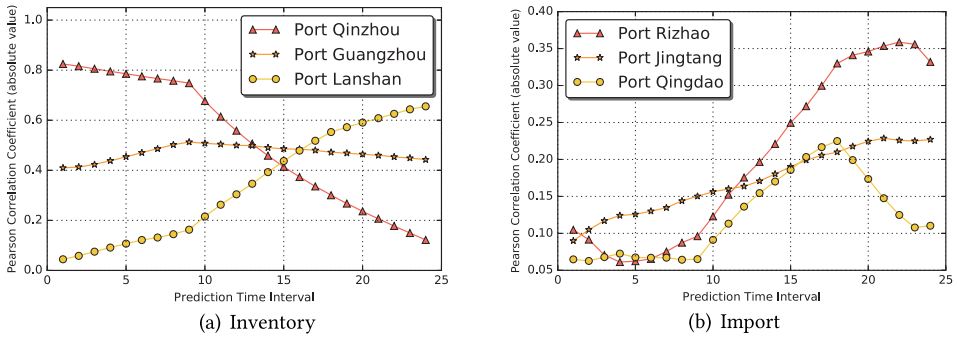 Pearson Correlation Coefficient (absolute value)
1.0
0.8
0.6
0.4
0.2
0.0
Port Qinzhou
Port Guangzhou
Port Lanshan
0 5 10 15 20 25
Prediction Time Interval
(a) Inventory
Pearson Correlation Coefficient (absolute value)
0.40
0.35
0.30
0.25
0.20
0.15
0.10
0.05
Port Rizhao
Port Jingtang
Port Qingdao
0 5 10 15 20 25
Prediction Time Interval
(b) Import